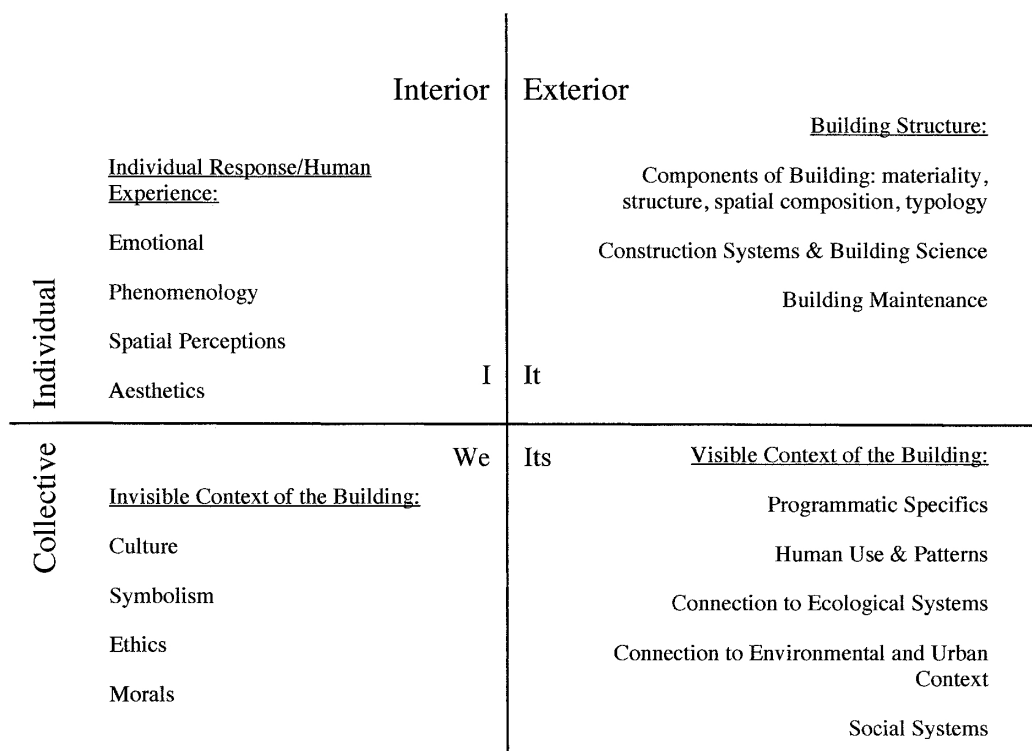 Interior
Exterior
Individual
Individual Response/Human
Experience:
Emotional
Phenomenology
Spatial Perceptions
Aesthetics
I
Building Structure:
Components of Building: materiality,
structure, spatial composition, typology
Construction Systems & Building Science
Building Maintenance
It
Collective
We
Invisible Context of the Building:
Culture
Symbolism
Ethics
Morals
Its
Visible Context of the Building:
Programmatic Specifics
Human Use & Patterns
Connection to Ecological Systems
Connection to Environmental and Urban
Context
Social Systems